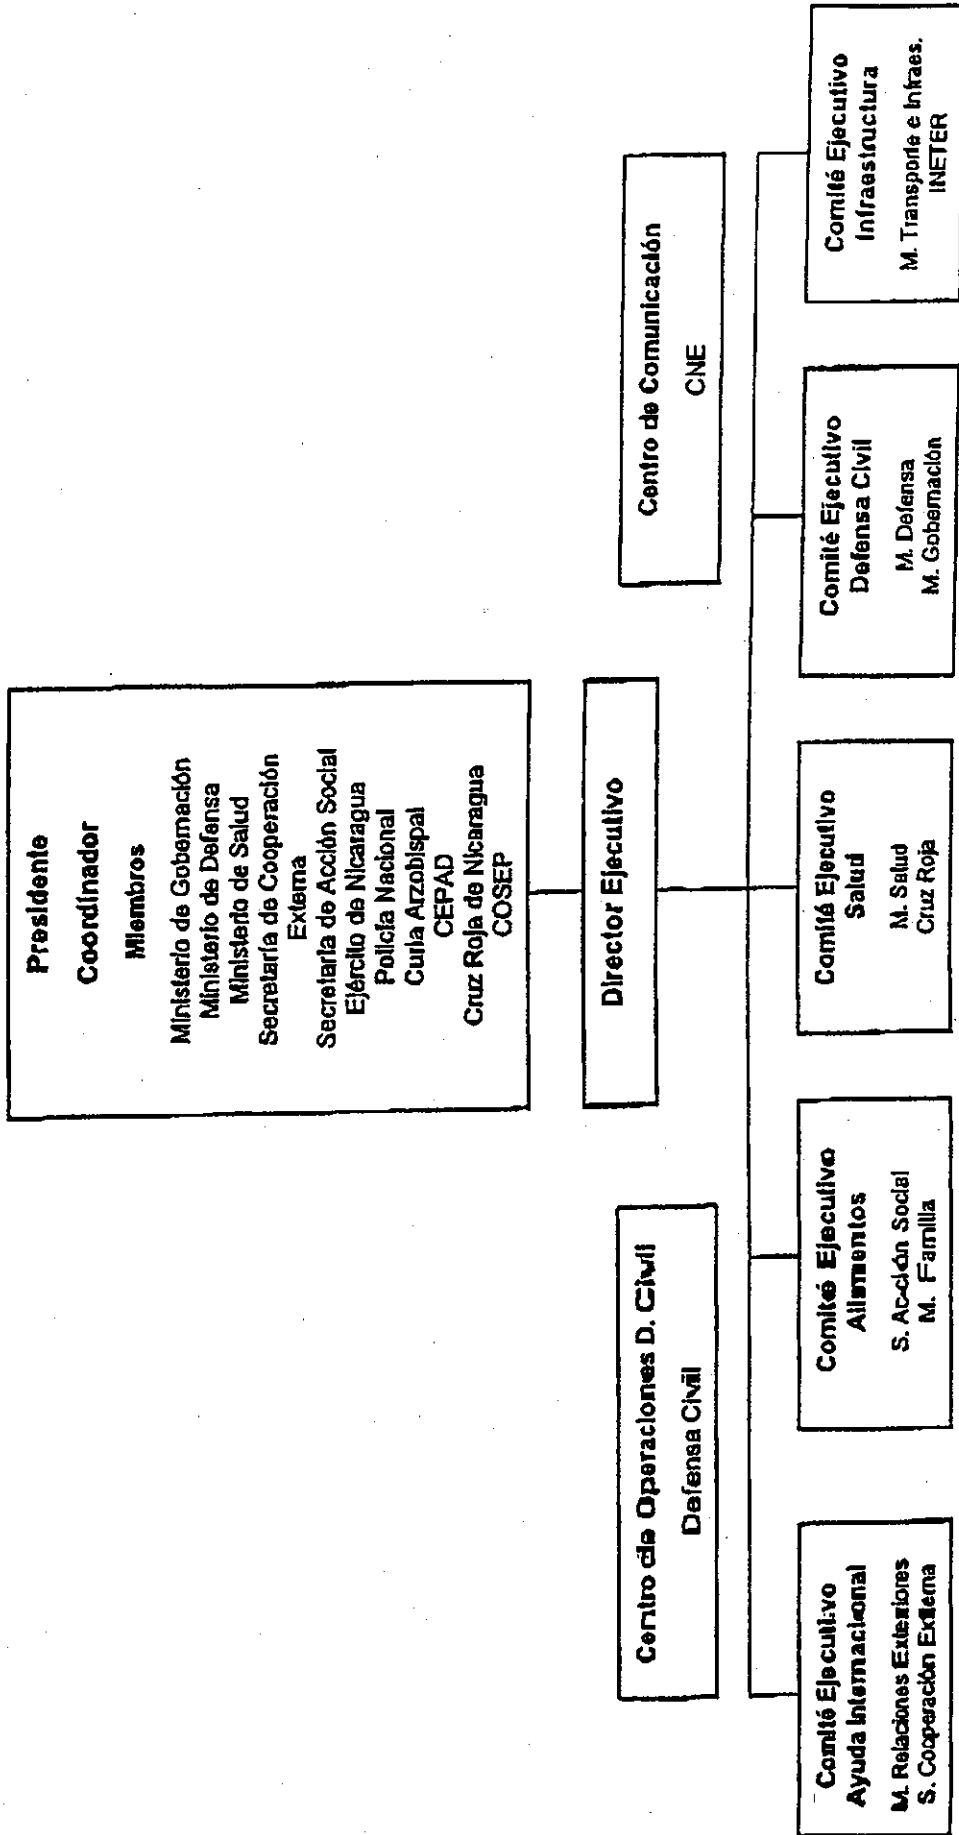 Presidente
Coordinador
Miembros
Ministerio de Gobernación
Ministerio de Defensa
Ministerio de Salud
Secretaría de Cooperación
Externa
Secretaría de Acción Social
Ejército de Nicaragua
Policía Nacional
Curia Arzobispal
CEPAD
Cruz Roja de Nicaragua
COSEP
Director Ejecutivo
Centro de Operaciones D. Civil
Defensa Civil
Centro de Comunicación
CNE
Comité Ejecutivo
Ayuda Internacional
M. Relaciones Exteriores
S. Cooperación Externa
Comité Ejecutivo
Alimentos
S. Acción Social
M. Familia
Comité Ejecutivo
Salud
M. Salud
Cruz Roja
Comité Ejecutivo
Defensa Civil
M. Defensa
M. Gobernación
Comité Ejecutivo
Infraestructura
M. Transporte e Infraes.
INETER